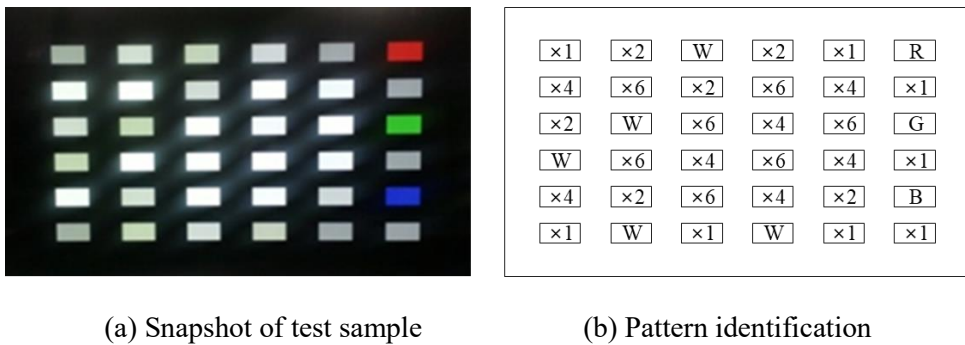 ×1 ×2 W ×2 ×1 R
×4 ×6 ×2 ×6 ×4 ×1
×2 W ×6 ×4 ×6 G
W ×6 ×4 ×6 ×4 ×1
×4 ×2 ×6 ×4 ×2 B
×1 W ×1 W ×1 ×1
(a) Snapshot of test sample (b) Pattern identification